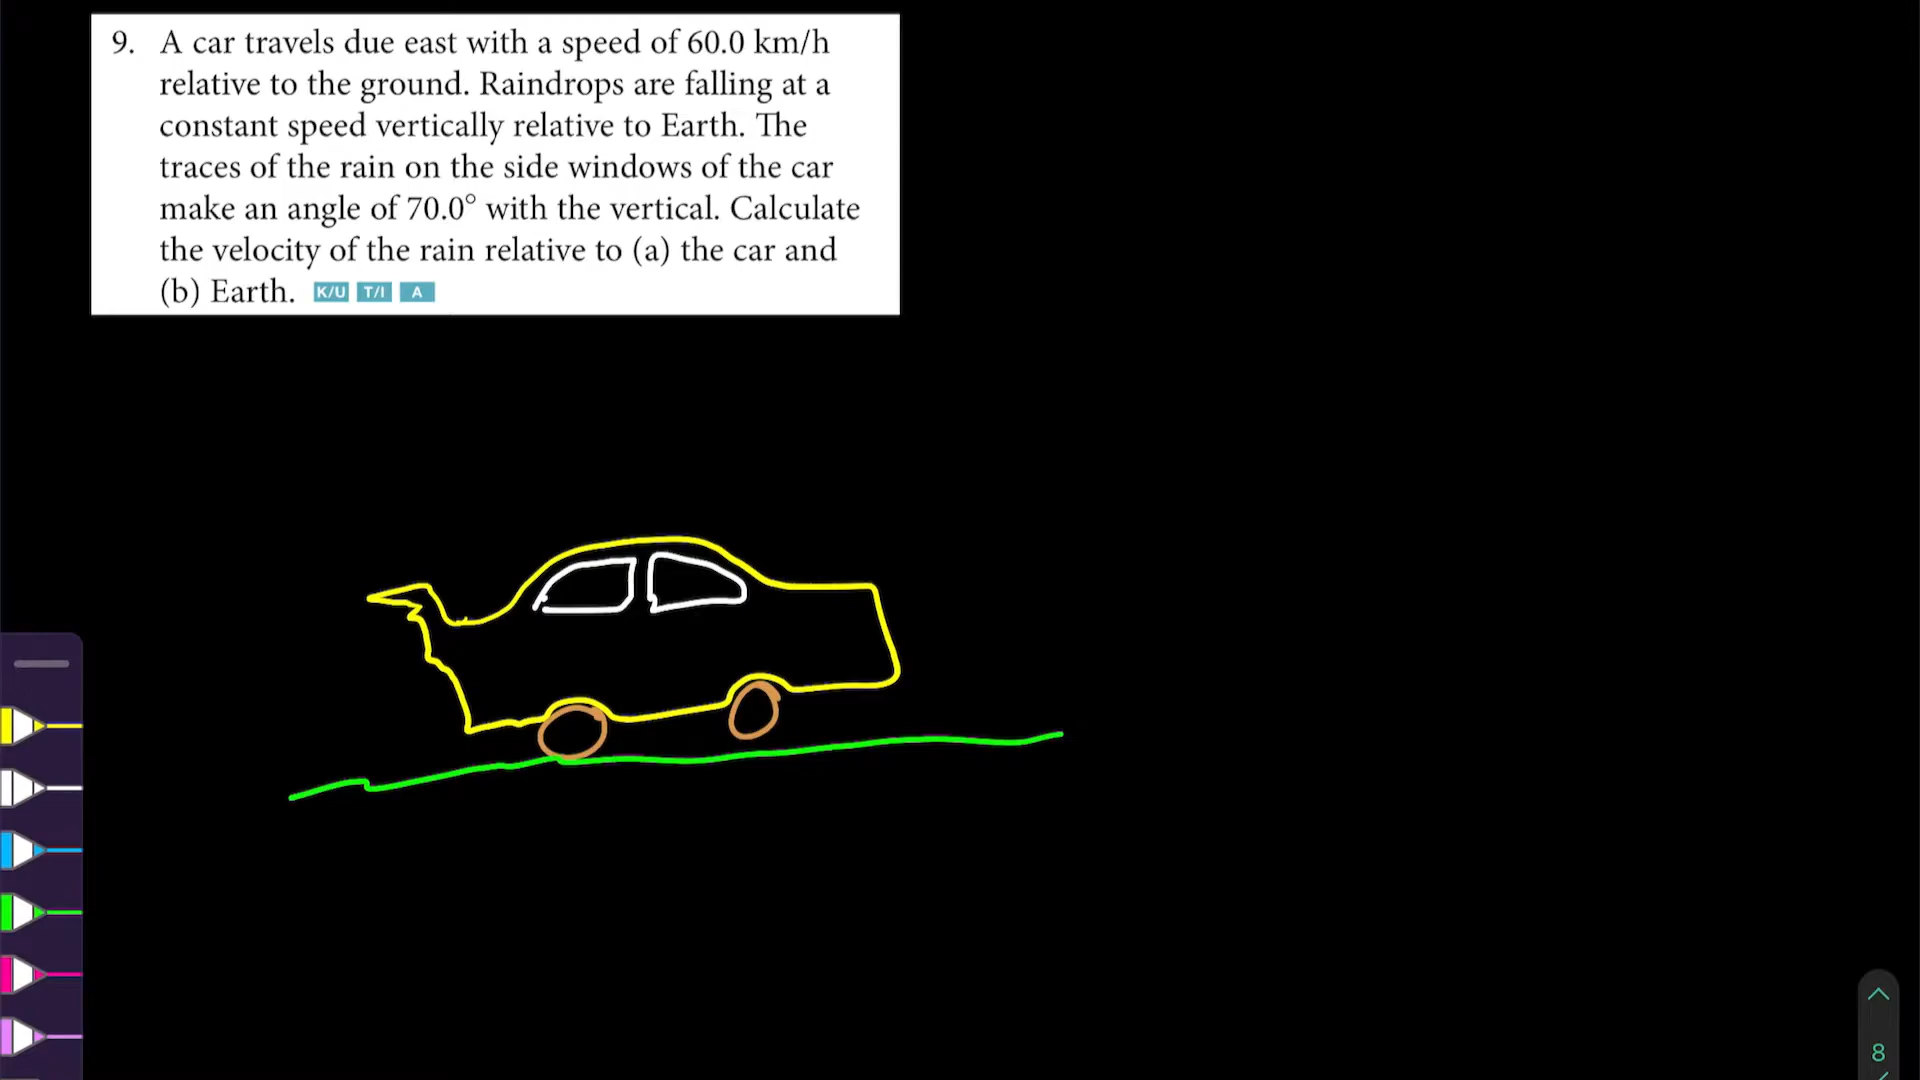 9. A car travels due east with a speed of 60.0 km/h
relative to the ground. Raindrops are falling at a
constant speed vertically relative to Earth. The
traces of the rain on the side windows of the car
make an angle of 70.0° with the vertical. Calculate
the velocity of the rain relative to (a) the car and
(b) Earth. K/U T/I A
8